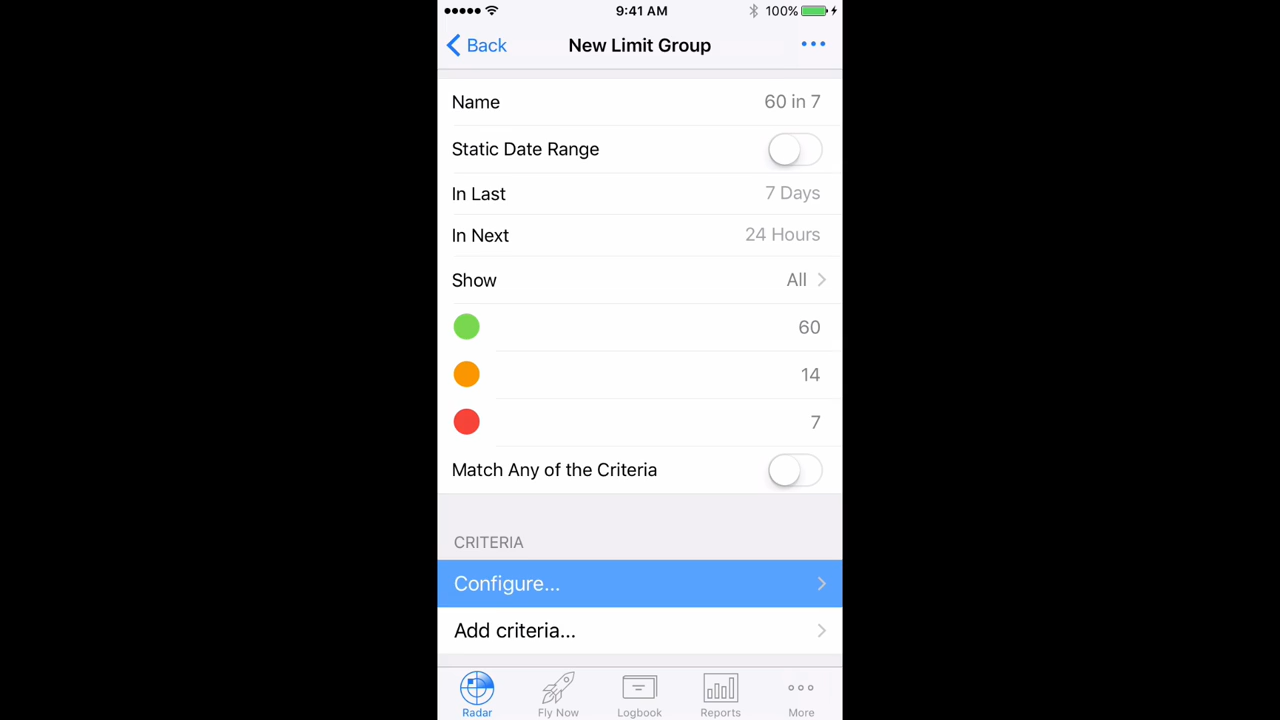 9:41 AM 100%
Back New Limit Group
Name 60 in 7
Static Date Range
In Last 7 Days
In Next 24 Hours
Show All
60
14
7
Match Any of the Criteria
CRITERIA
Configure...
Add criteria...
Radar Fly Now Logbook Reports More